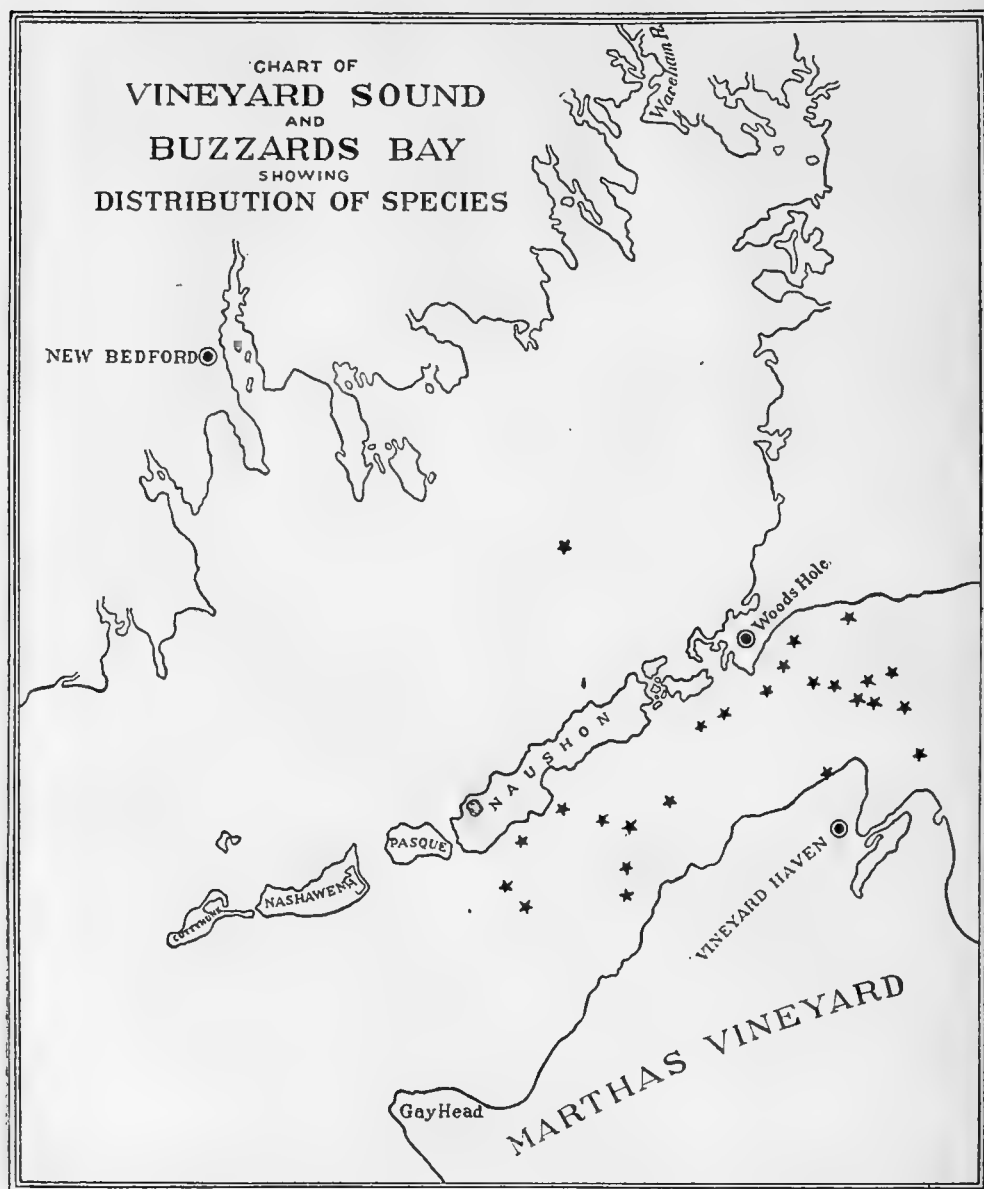 CHART OF
VINEYARD SOUND
AND
BUZZARDS BAY
SHOWING
DISTRIBUTION OF SPECIES
Wareham R.
NEW BEDFORD
Woods Hole.
NAUSHON
PASQUE
NASHAWENA
CUTTYHUNK
VINEYARD HAVEN
MARTHAS VINEYARD
Gay Head